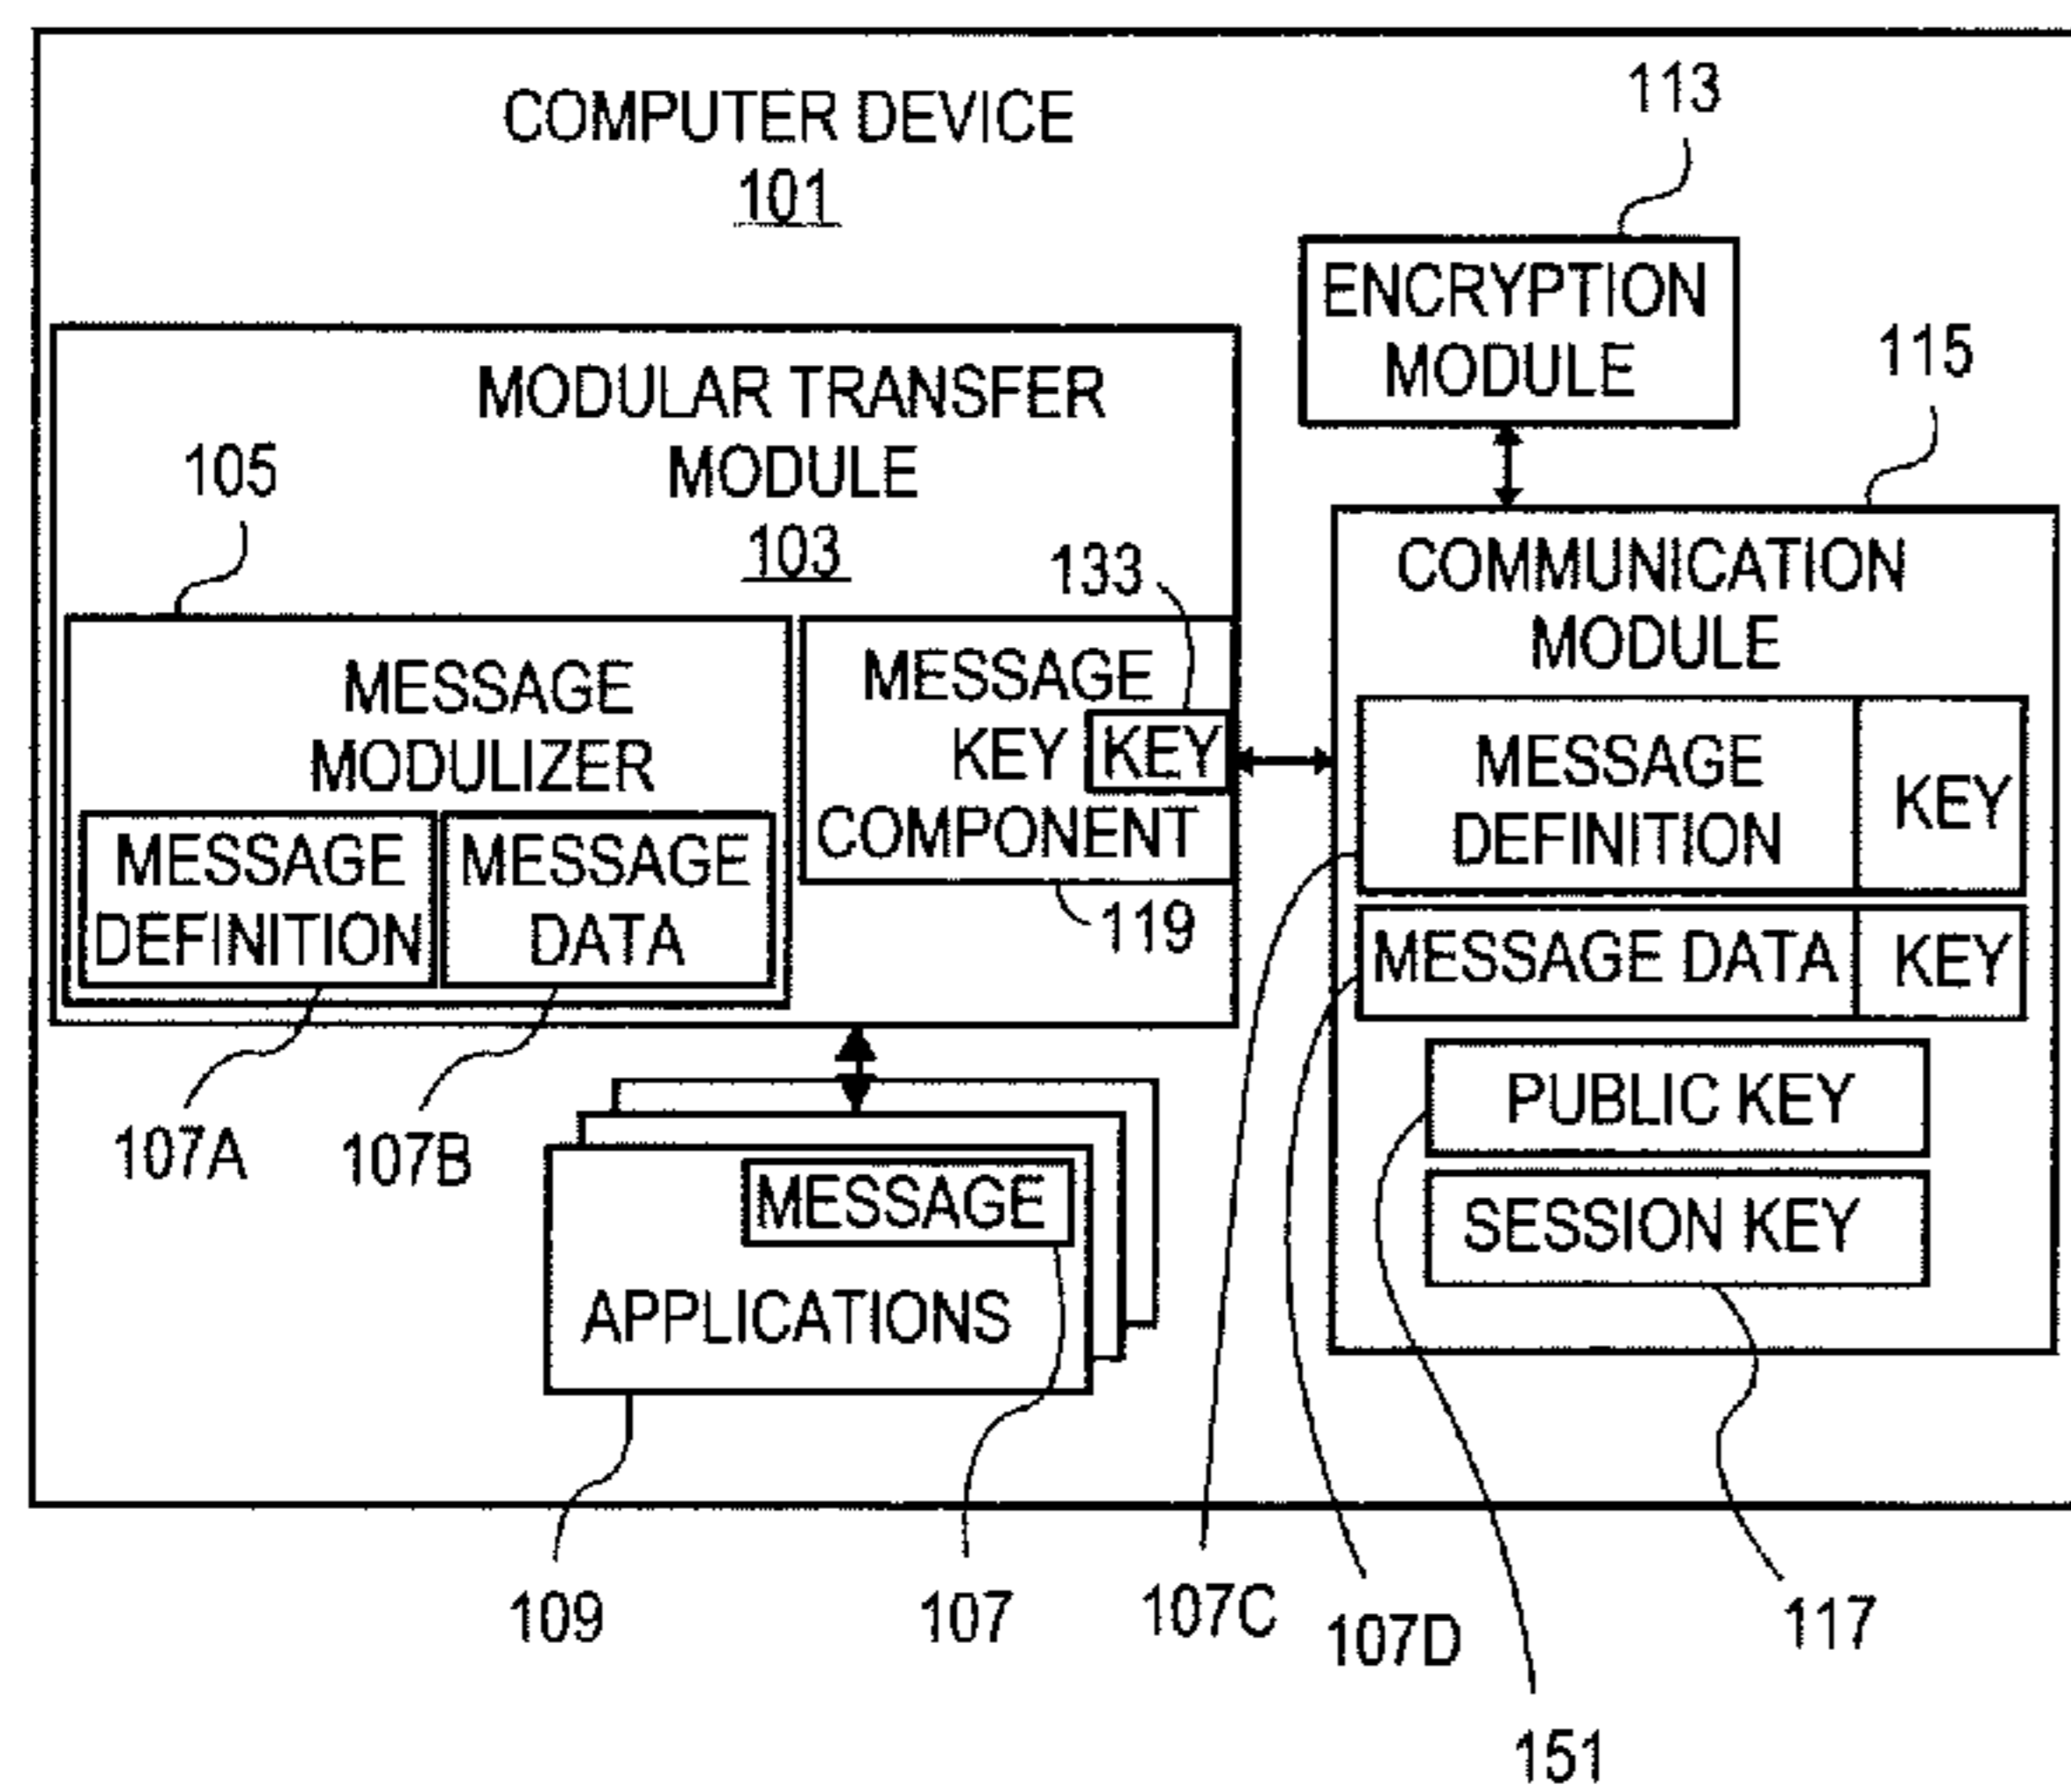 COMPUTER DEVICE
101
113
ENCRYPTION
MODULE
MODULAR TRANSFER
MODULE
103
105
133
115
MESSAGE
MODULIZER
MESSAGE
DEFINITION
MESSAGE
DATA
MESSAGE
KEY
KEY
COMPONENT
119
COMMUNICATION
MODULE
MESSAGE
DEFINITION
KEY
MESSAGE DATA
KEY
PUBLIC KEY
SESSION KEY
107A
107B
MESSAGE
APPLICATIONS
109
107
107C
107D
117
151